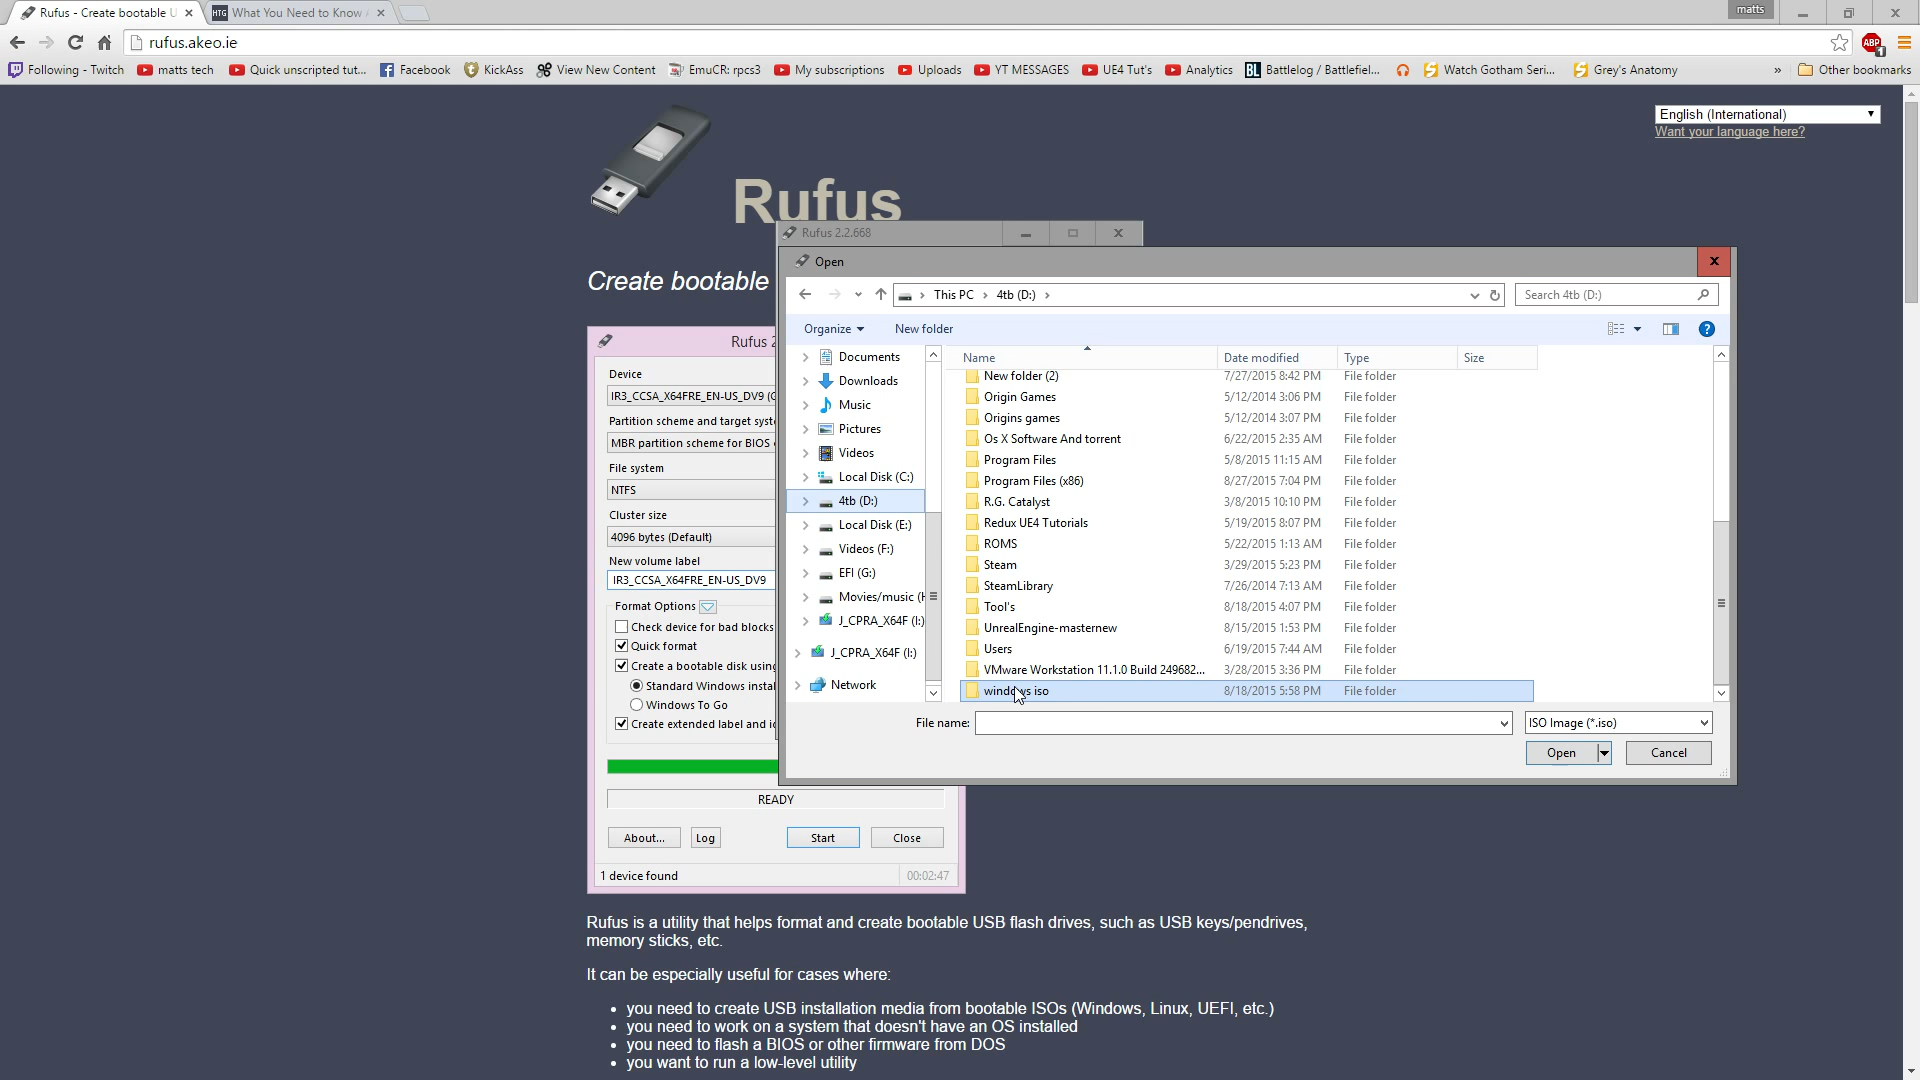 Rufus - Create bootable U
HTG What You Need to Know
matts
rufus.akeo.ie
ABP
1
Following - Twitch
matts tech
Quick unscripted tut...
Facebook
KickAss
View New Content
EmuCR: rpcs3
My subscriptions
Uploads
YT MESSAGES
UE4 Tut's
Analytics
BL Battlelog / Battlefiel...
Watch Gotham Seri...
Grey's Anatomy
»
Other bookmarks
English (International)
Want your language here?
Rufus
Create bootable
Rufus 2.2.668
Open
This PC > 4tb (D:) >
Search 4tb (D:)
Organize
New folder
Documents
Downloads
Music
Pictures
Videos
Local Disk (C:)
4tb (D:)
Local Disk (E:)
Videos (F:)
EFI (G:)
Movies/music (H
J_CPRA_X64F (I:)
J_CPRA_X64F (I:)
Network
Name Date modified Type Size
New folder (2) 7/27/2015 8:42 PM File folder
Origin Games 5/12/2014 3:06 PM File folder
Origins games 5/12/2014 3:07 PM File folder
Os X Software And torrent 6/22/2015 2:35 AM File folder
Program Files 5/8/2015 11:15 AM File folder
Program Files (x86) 8/27/2015 7:04 PM File folder
R.G. Catalyst 3/8/2015 10:10 PM File folder
Redux UE4 Tutorials 5/19/2015 8:07 PM File folder
ROMS 5/22/2015 1:13 AM File folder
Steam 3/29/2015 5:23 PM File folder
SteamLibrary 7/26/2014 7:13 AM File folder
Tool's 8/18/2015 4:07 PM File folder
UnrealEngine-masternew 8/15/2015 1:53 PM File folder
Users 6/19/2015 7:44 AM File folder
VMware Workstation 11.1.0 Build 249682... 3/28/2015 3:36 PM File folder
windows iso 8/18/2015 5:58 PM File folder
File name:
ISO Image (*.iso)
Open
Cancel
Rufus 2
Device
IR3_CCSA_X64FRE_EN-US_DV9 (G
Partition scheme and target syste
MBR partition scheme for BIOS
File system
NTFS
Cluster size
4096 bytes (Default)
New volume label
IR3_CCSA_X64FRE_EN-US_DV9
Format Options
Check device for bad blocks
Quick format
Create a bootable disk using
Standard Windows instal
Windows To Go
Create extended label and ic
READY
About...
Log
Start
Close
1 device found
00:02:47
Rufus is a utility that helps format and create bootable USB flash drives, such as USB keys/pendrives,
memory sticks, etc.
It can be especially useful for cases where:
• you need to create USB installation media from bootable ISOs (Windows, Linux, UEFI, etc.)
• you need to work on a system that doesn't have an OS installed
• you need to flash a BIOS or other firmware from DOS
• you want to run a low-level utility